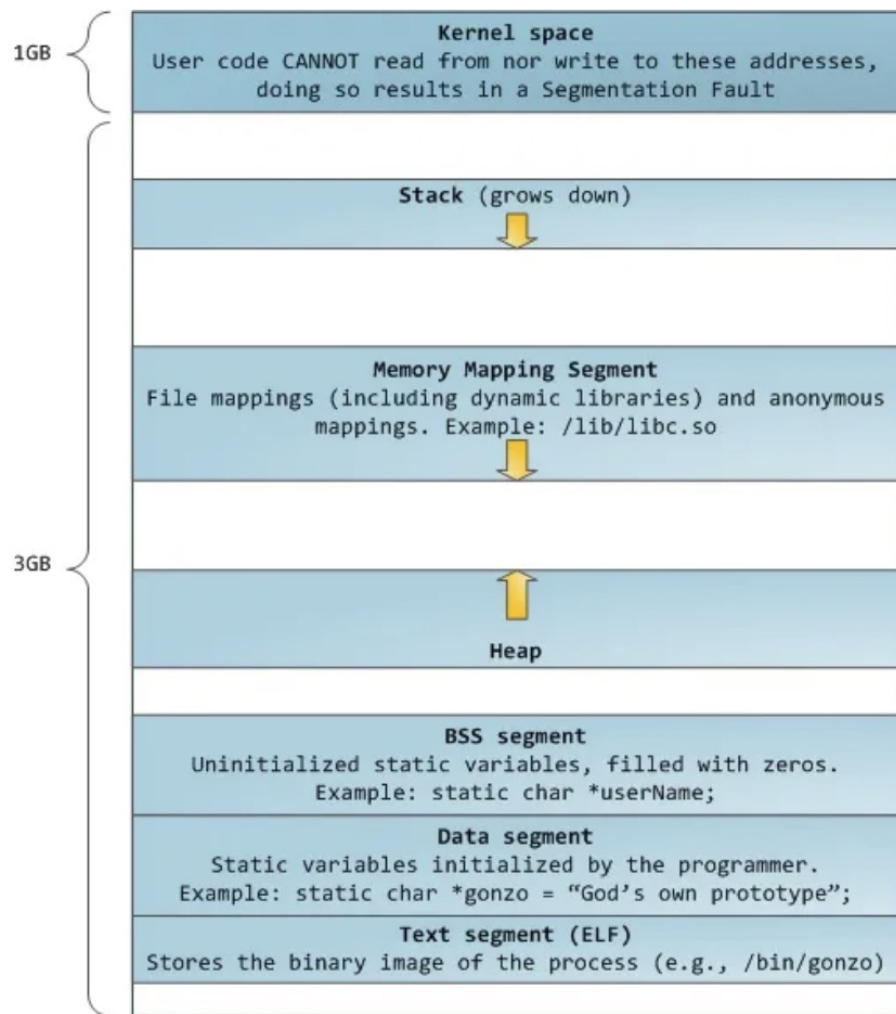 1GB
Kernel space
User code CANNOT read from nor write to these addresses,
doing so results in a Segmentation Fault
Stack (grows down)
Memory Mapping Segment
File mappings (including dynamic libraries) and anonymous
mappings. Example: /lib/libc.so
3GB
Heap
BSS segment
Uninitialized static variables, filled with zeros.
Example: static char *userName;
Data segment
Static variables initialized by the programmer.
Example: static char *gonzo = “God’s own prototype”;
Text segment (ELF)
Stores the binary image of the process (e.g., /bin/gonzo)